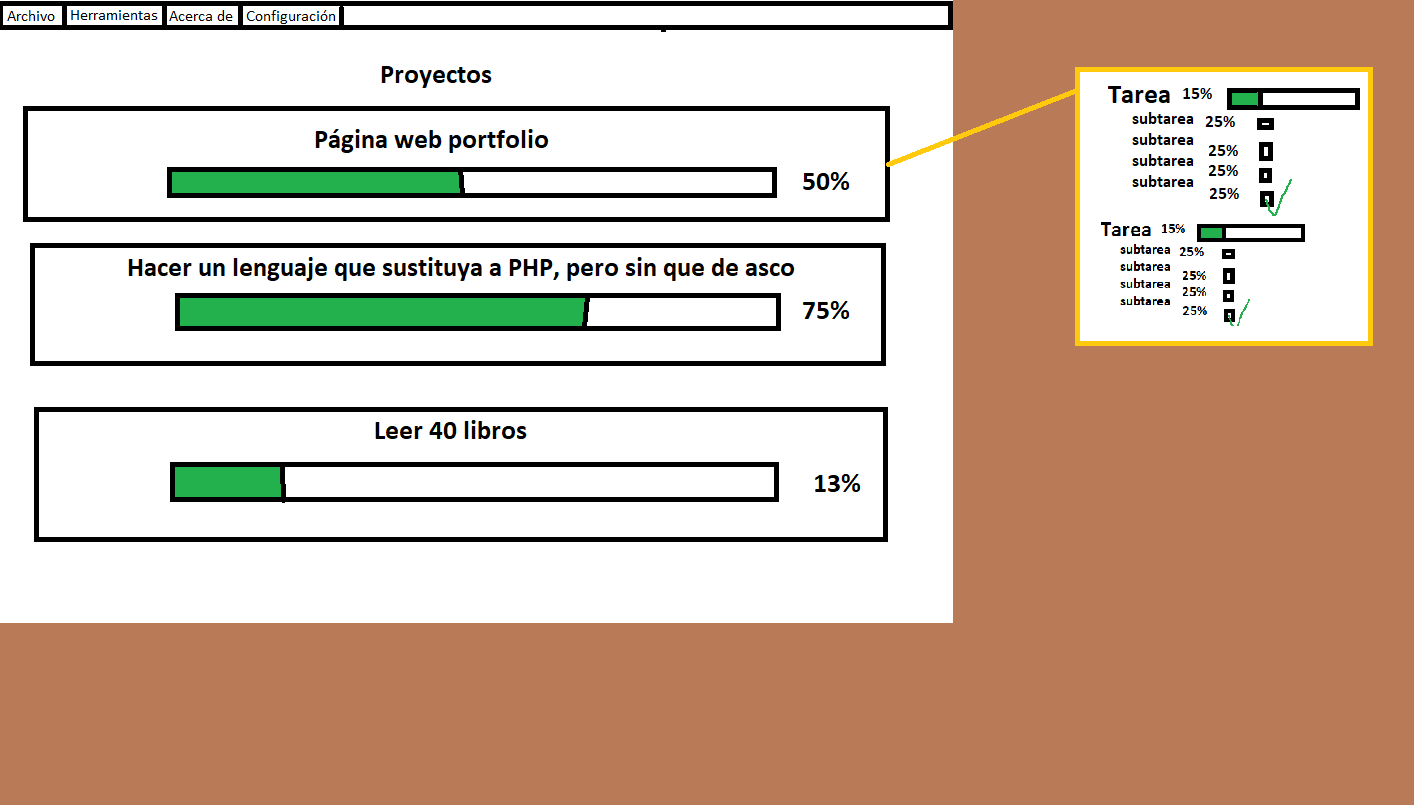 Archivo Herramientas Acerca de Configuración
Proyectos
Página web portfolio
50%
Hacer un lenguaje que sustituya a PHP, pero sin que de asco
75%
Leer 40 libros
13%
Tarea 15%
subtarea 25%
subtarea 25%
subtarea 25%
subtarea 25%
Tarea 15%
subtarea 25%
subtarea 25%
subtarea 25%
subtarea 25%